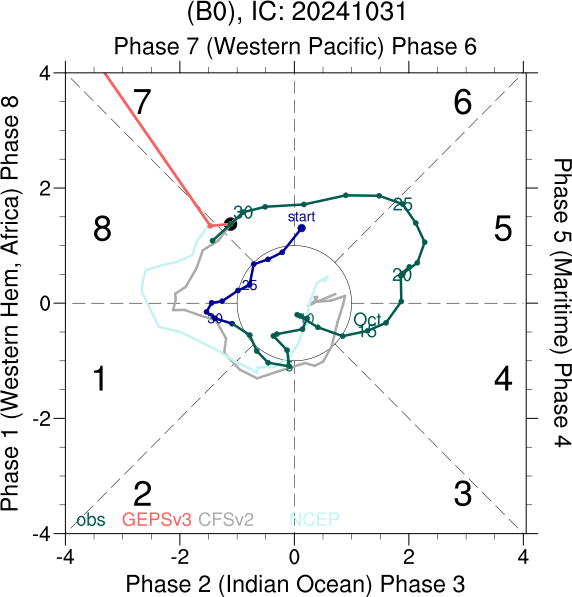 (B0), IC: 20241031
Phase 7 (Western Pacific) Phase 6
4
7
6
Phase 1 (Western Hem, Africa) Phase 8
Phase 5 (Maritime) Phase 4
2
30
25
start
8
5
20
25
0
30
Oct
15
5
1
4
-2
2
3
obs GEPSv3 CFSv2 NCEP
-4
-4 -2 0 2 4
Phase 2 (Indian Ocean) Phase 3